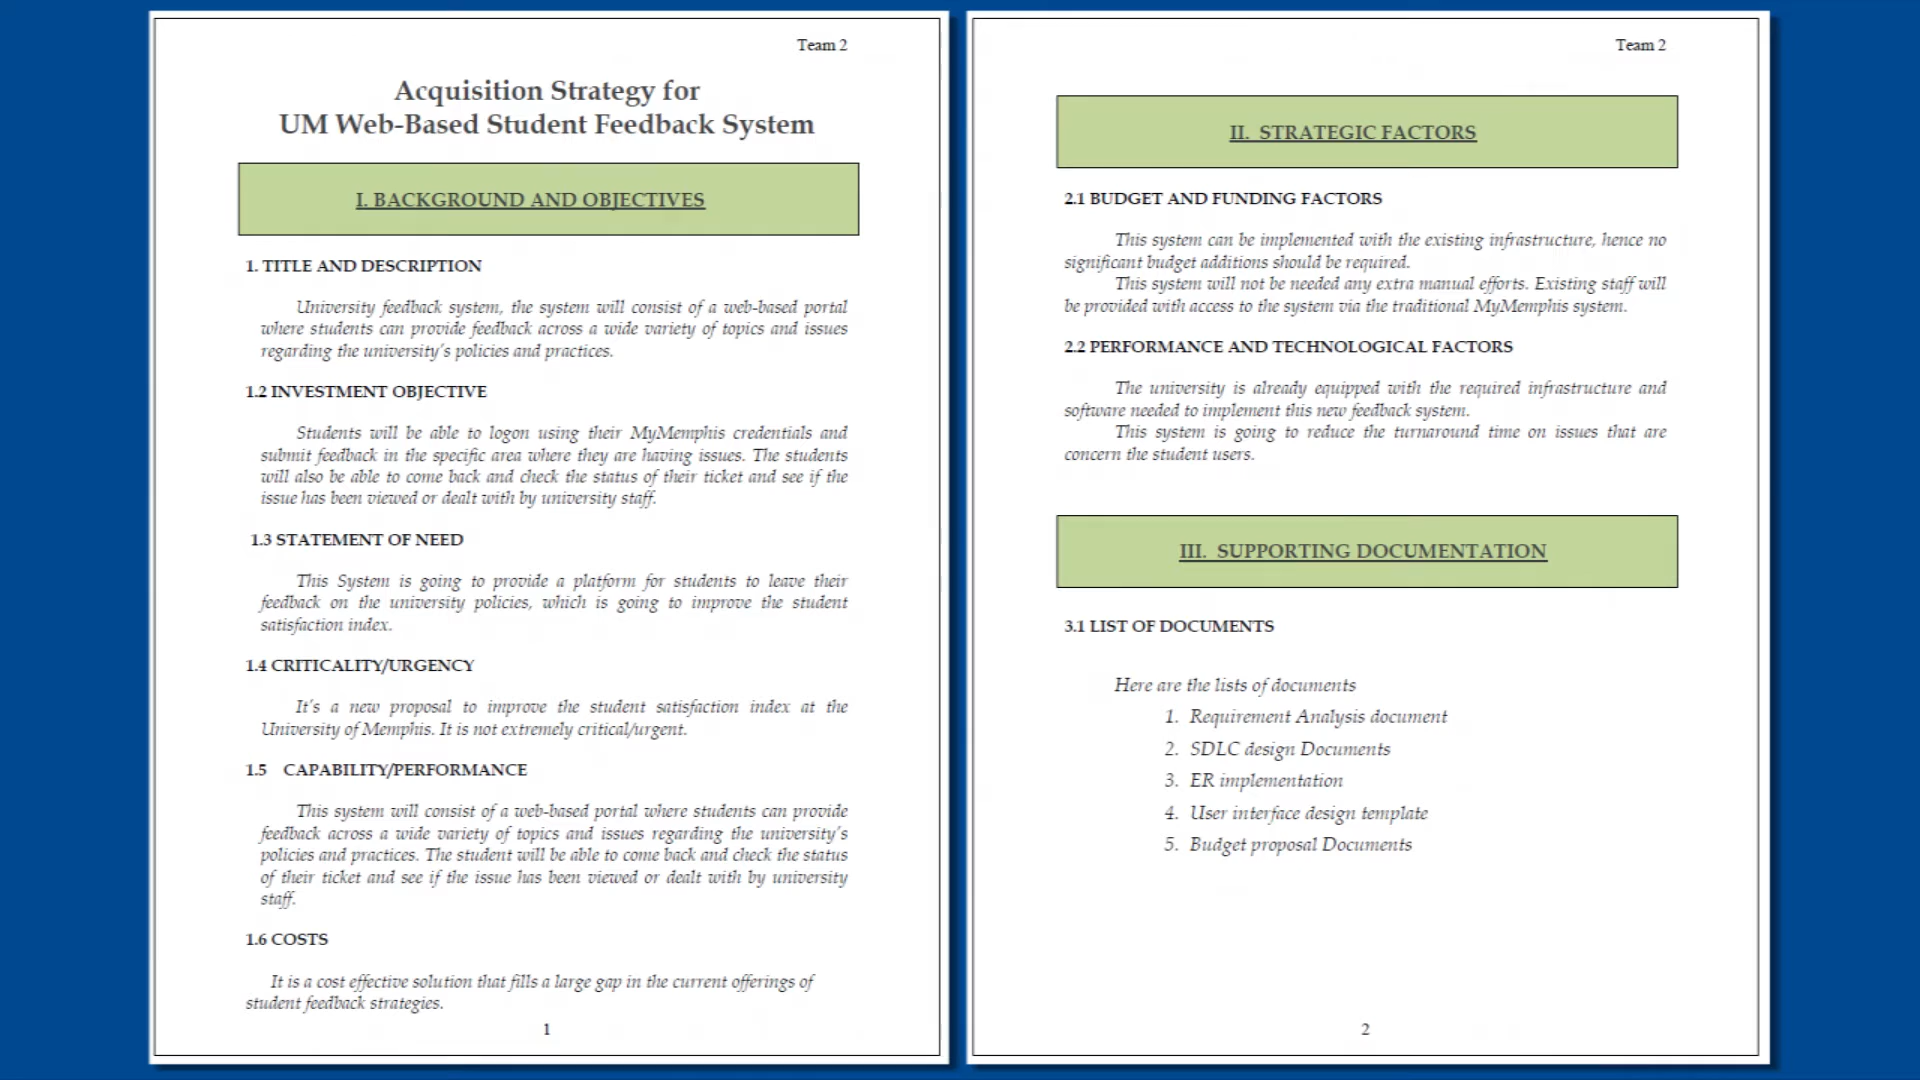 Team 2
Acquisition Strategy for
UM Web-Based Student Feedback System
I. BACKGROUND AND OBJECTIVES
1. TITLE AND DESCRIPTION
University feedback system, the system will consist of a web-based portal
where students can provide feedback across a wide variety of topics and issues
regarding the university's policies and practices.
1.2 INVESTMENT OBJECTIVE
Students will be able to logon using their MyMemphis credentials and
submit feedback in the specific area where they are having issues. The students
will also be able to come back and check the status of their ticket and see if the
issue has been viewed or dealt with by university staff.
1.3 STATEMENT OF NEED
This System is going to provide a platform for students to leave their
feedback on the university policies, which is going to improve the student
satisfaction index.
1.4 CRITICALITY/URGENCY
It's a new proposal to improve the student satisfaction index at the
University of Memphis. It is not extremely critical/urgent.
1.5 CAPABILITY/PERFORMANCE
This system will consist of a web-based portal where students can provide
feedback across a wide variety of topics and issues regarding the university's
policies and practices. The student will be able to come back and check the status
of their ticket and see if the issue has been viewed or dealt with by university
staff.
1.6 COSTS
It is a cost effective solution that fills a large gap in the current offerings of
student feedback strategies.
1
Team 2
II. STRATEGIC FACTORS
2.1 BUDGET AND FUNDING FACTORS
This system can be implemented with the existing infrastructure, hence no
significant budget additions should be required.
This system will not be needed any extra manual efforts. Existing staff will
be provided with access to the system via the traditional MyMemphis system.
2.2 PERFORMANCE AND TECHNOLOGICAL FACTORS
The university is already equipped with the required infrastructure and
software needed to implement this new feedback system.
This system is going to reduce the turnaround time on issues that are
concern the student users.
III. SUPPORTING DOCUMENTATION
3.1 LIST OF DOCUMENTS
Here are the lists of documents
1. Requirement Analysis document
2. SDLC design Documents
3. ER implementation
4. User interface design template
5. Budget proposal Documents
2